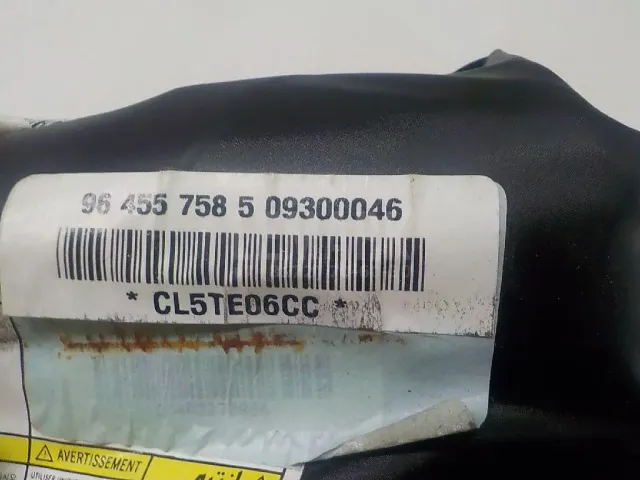 96 455 758 5 09300046
* CL5TE06CC *
AVERTISSEMENT